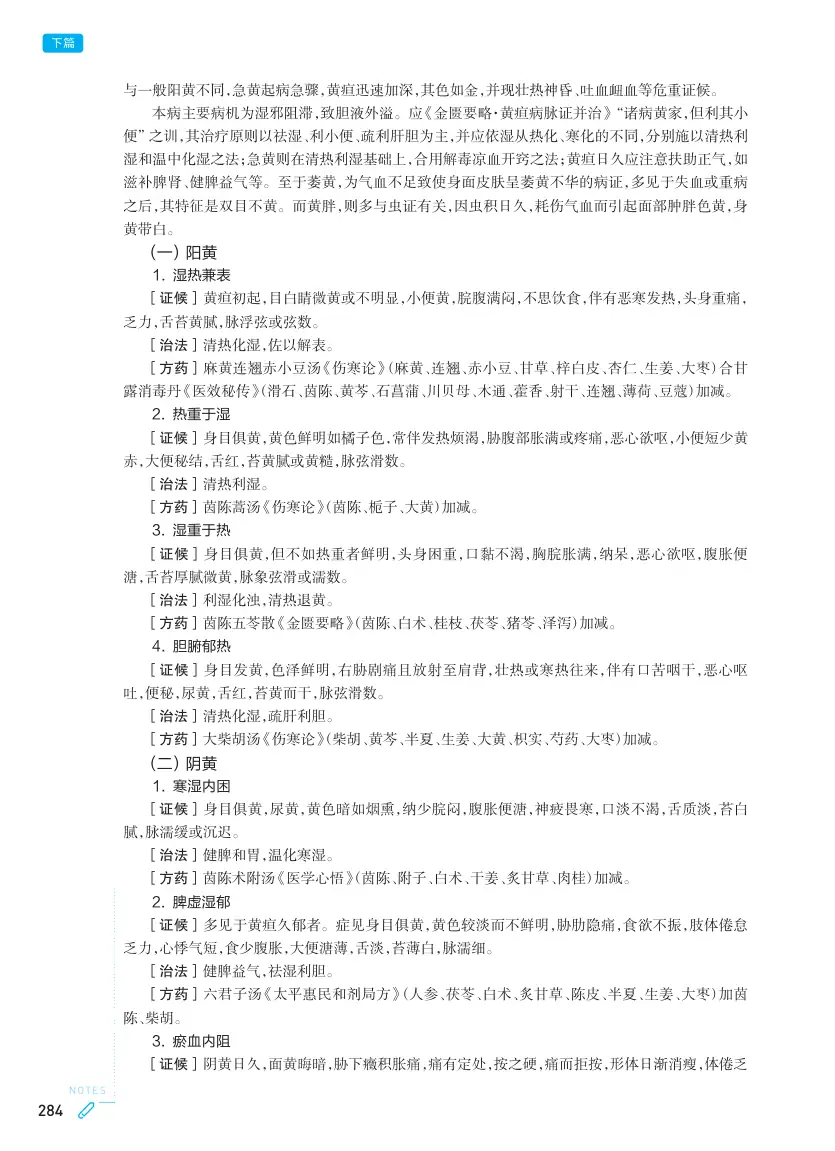 下篇
与一般阳黄不同,急黄起病急骤,黄疸迅速加深,其色如金,并现壮热神昏、吐血衄血等危重证候。
本病主要病机为湿邪阻滞,致胆液外溢。应《金匮要略·黄疸病脉证并治》“诸病黄家,但利其小
便”之训,其治疗原则以祛湿、利小便、疏利肝胆为主,并应依湿从热化、寒化的不同,分别施以清热利
湿和温中化湿之法;急黄则在清热利湿基础上,合用解毒凉血开窍之法;黄疸日久应注意扶助正气,如
滋补脾肾、健脾益气等。至于萎黄,为气血不足致使身面皮肤呈萎黄不华的病证,多见于失血或重病
之后,其特征是双目不黄。而黄胖,则多与虫证有关,因虫积日久,耗伤气血而引起面部肿胖色黄,身
黄带白。
(一)阳黄
1. 湿热兼表
[证候]黄疸初起,目白睛微黄或不明显,小便黄,脘腹满闷,不思饮食,伴有恶寒发热,头身重痛,
乏力,舌苔黄腻,脉浮弦或弦数。
[治法]清热化湿,佐以解表。
[方药]麻黄连翘赤小豆汤《伤寒论》(麻黄、连翘、赤小豆、甘草、梓白皮、杏仁、生姜、大枣)合甘
露消毒丹《医效秘传》(滑石、茵陈、黄芩、石菖蒲、川贝母、木通、藿香、射干、连翘、薄荷、豆蔻)加减。
2. 热重于湿
[证候]身目俱黄,黄色鲜明如橘子色,常伴发热烦渴,胁腹部胀满或疼痛,恶心欲呕,小便短少黄
赤,大便秘结,舌红,苔黄腻或黄糙,脉弦滑数。
[治法]清热利湿。
[方药]茵陈蒿汤《伤寒论》(茵陈、栀子、大黄)加减。
3. 湿重于热
[证候]身目俱黄,但不如热重者鲜明,头身困重,口黏不渴,胸脘胀满,纳呆,恶心欲呕,腹胀便
溏,舌苔厚腻微黄,脉象弦滑或濡数。
[治法]利湿化浊,清热退黄。
[方药]茵陈五苓散《金匮要略》(茵陈、白术、桂枝、茯苓、猪苓、泽泻)加减。
4. 胆腑郁热
[证候]身目发黄,色泽鲜明,右胁剧痛且放射至肩背,壮热或寒热往来,伴有口苦咽干,恶心呕
吐,便秘,尿黄,舌红,苔黄而干,脉弦滑数。
[治法]清热化湿,疏肝利胆。
[方药]大柴胡汤《伤寒论》(柴胡、黄芩、半夏、生姜、大黄、枳实、芍药、大枣)加减。
(二)阴黄
1. 寒湿内困
[证候]身目俱黄,尿黄,黄色暗如烟熏,纳少脘闷,腹胀便溏,神疲畏寒,口淡不渴,舌质淡,苔白
腻,脉濡缓或沉迟。
[治法]健脾和胃,温化寒湿。
[方药]茵陈术附汤《医学心悟》(茵陈、附子、白术、干姜、炙甘草、肉桂)加减。
2. 脾虚湿郁
[证候]多见于黄疸久郁者。症见身目俱黄,黄色较淡而不鲜明,胁肋隐痛,食欲不振,肢体倦怠
乏力,心悸气短,食少腹胀,大便溏薄,舌淡,苔薄白,脉濡细。
[治法]健脾益气,祛湿利胆。
[方药]六君子汤《太平惠民和剂局方》(人参、茯苓、白术、炙甘草、陈皮、半夏、生姜、大枣)加茵
陈、柴胡。
3. 瘀血内阻
[证候]阴黄日久,面黄晦暗,胁下癥积胀痛,痛有定处,按之硬,痛而拒按,形体日渐消瘦,体倦乏
NOTES
284